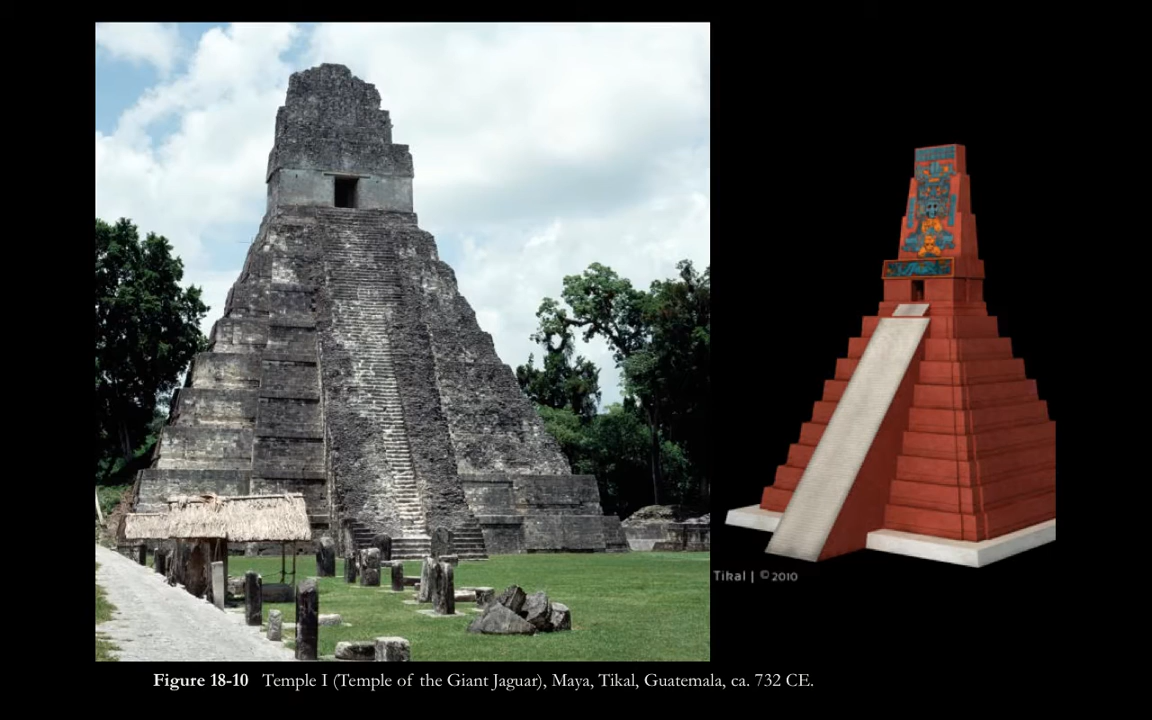 Tikal | ©2010
Figure 18-10 Temple I (Temple of the Giant Jaguar), Maya, Tikal, Guatemala, ca. 732 CE.